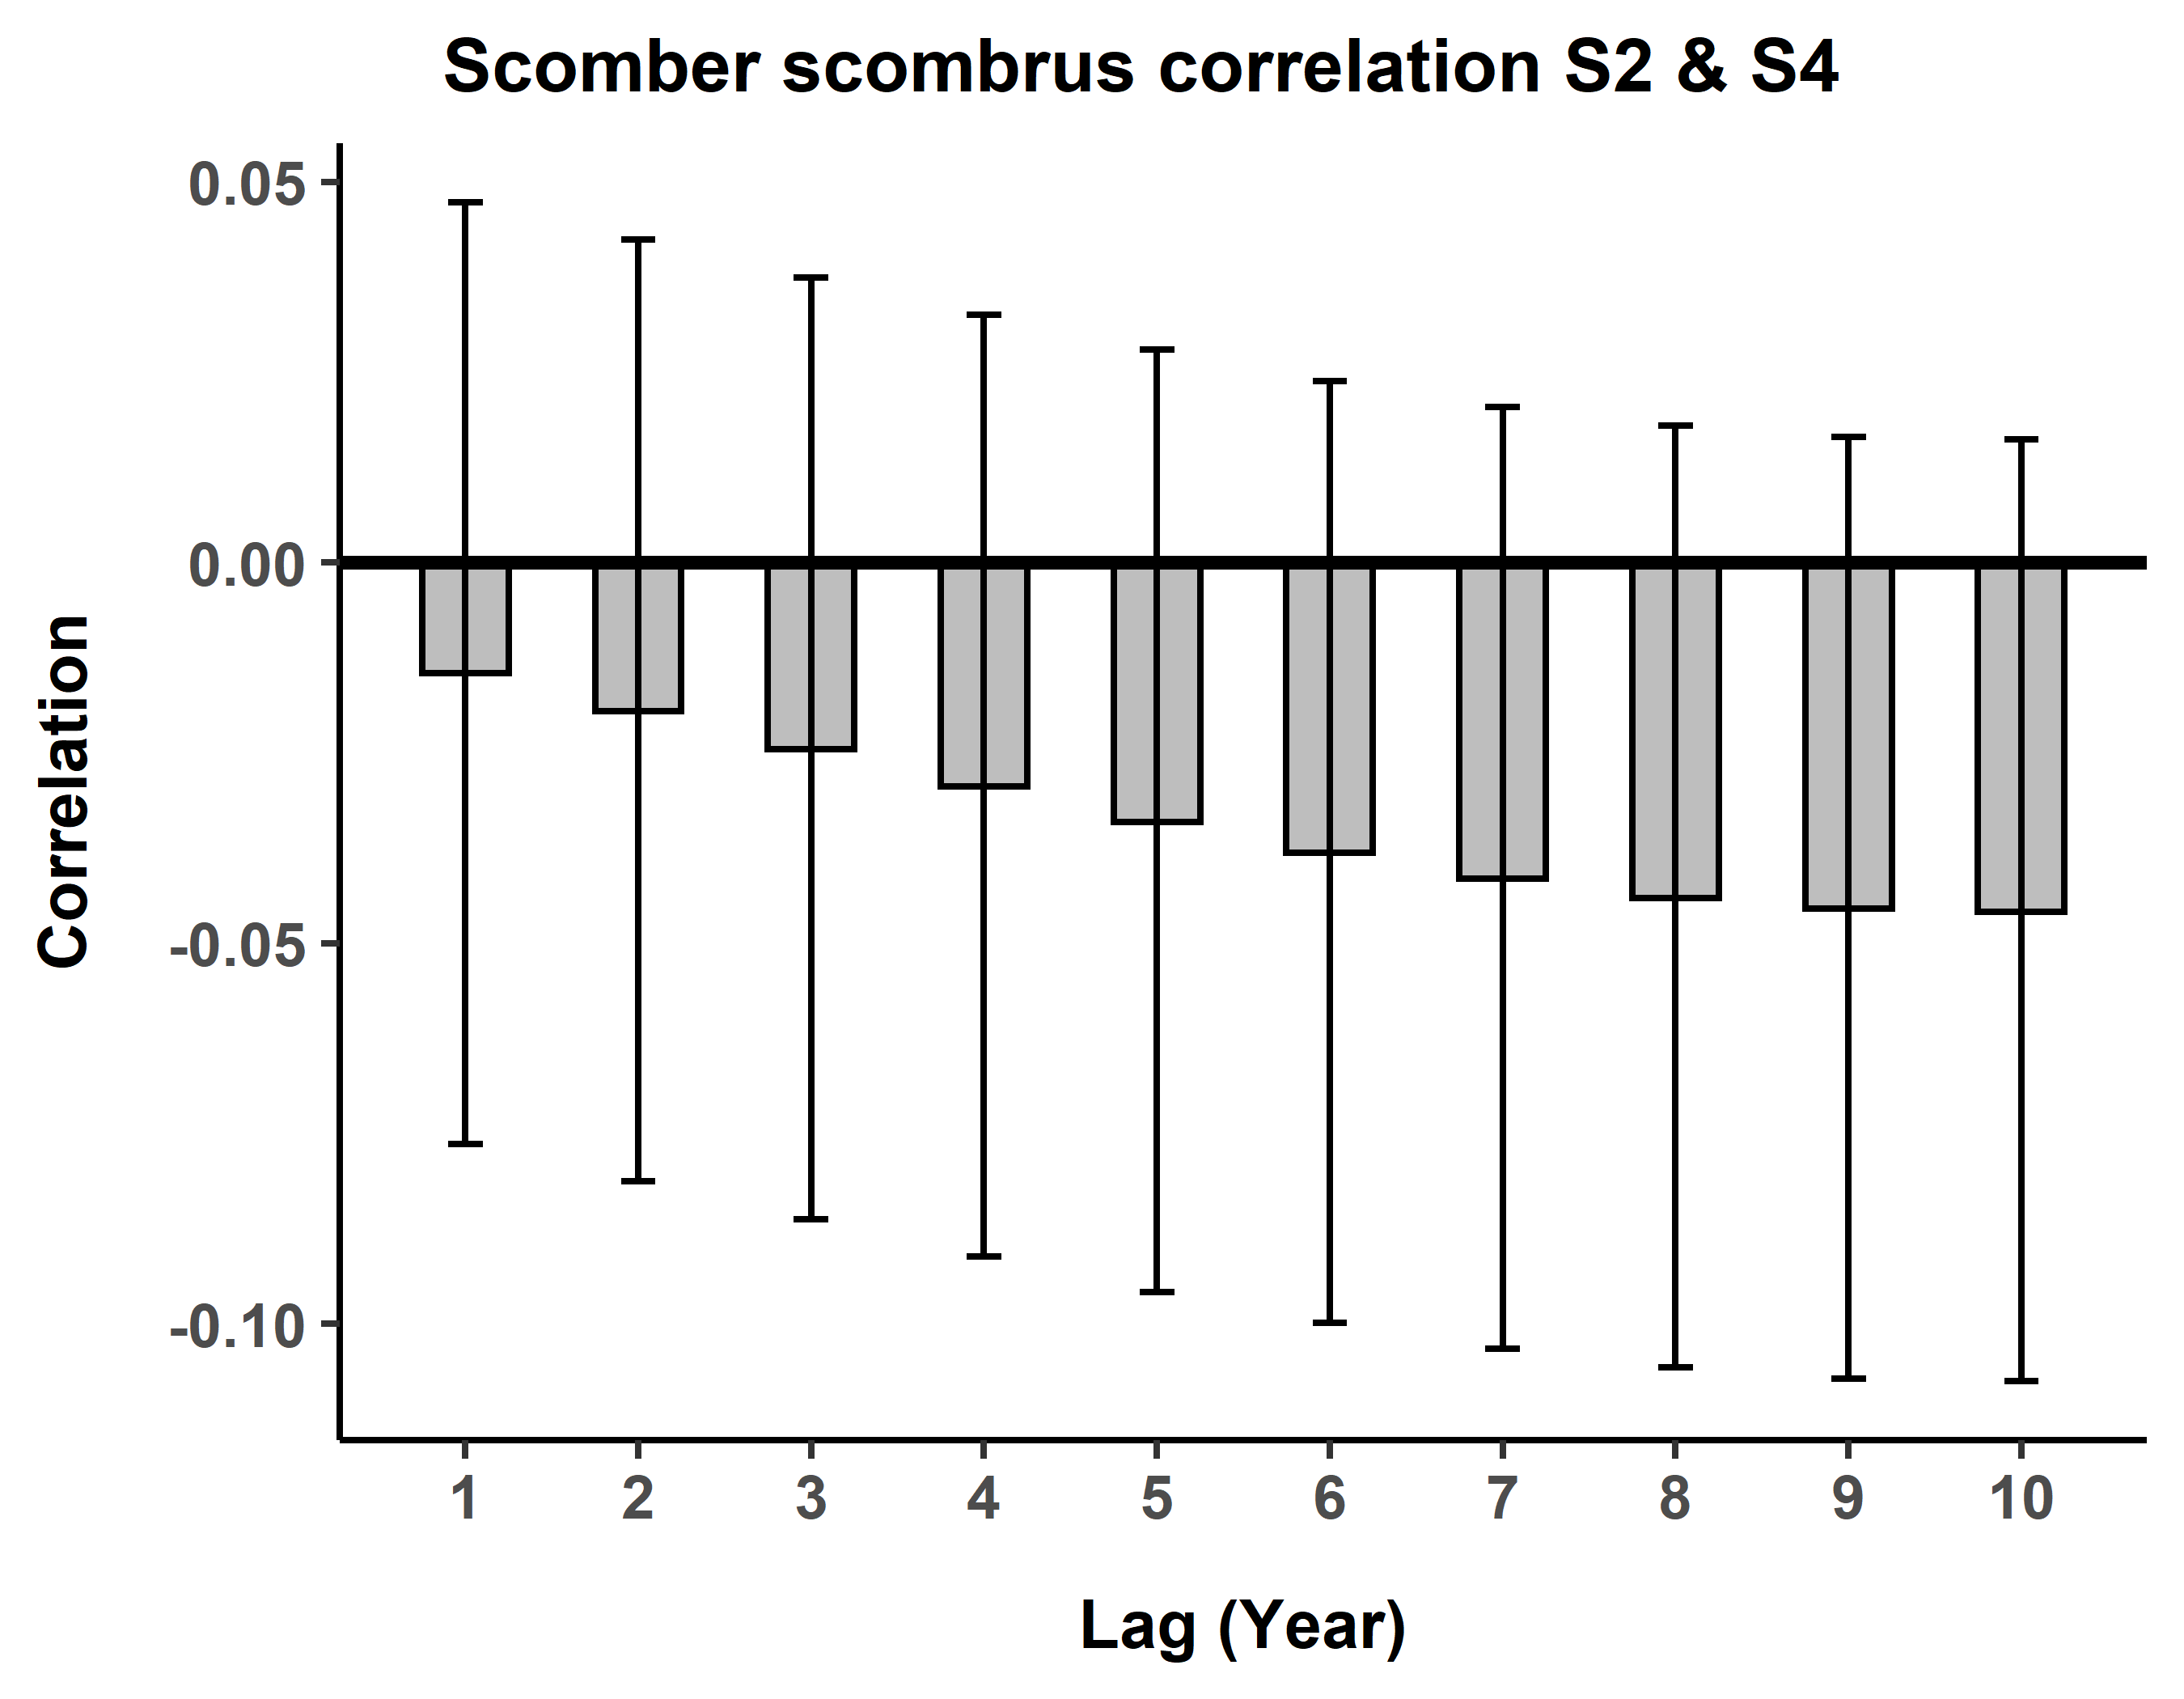 Scomber scombrus correlation S2 & S4
0.05
0.00
-0.05
-0.10
Correlation
1 2 3 4 5 6 7 8 9 10
Lag (Year)